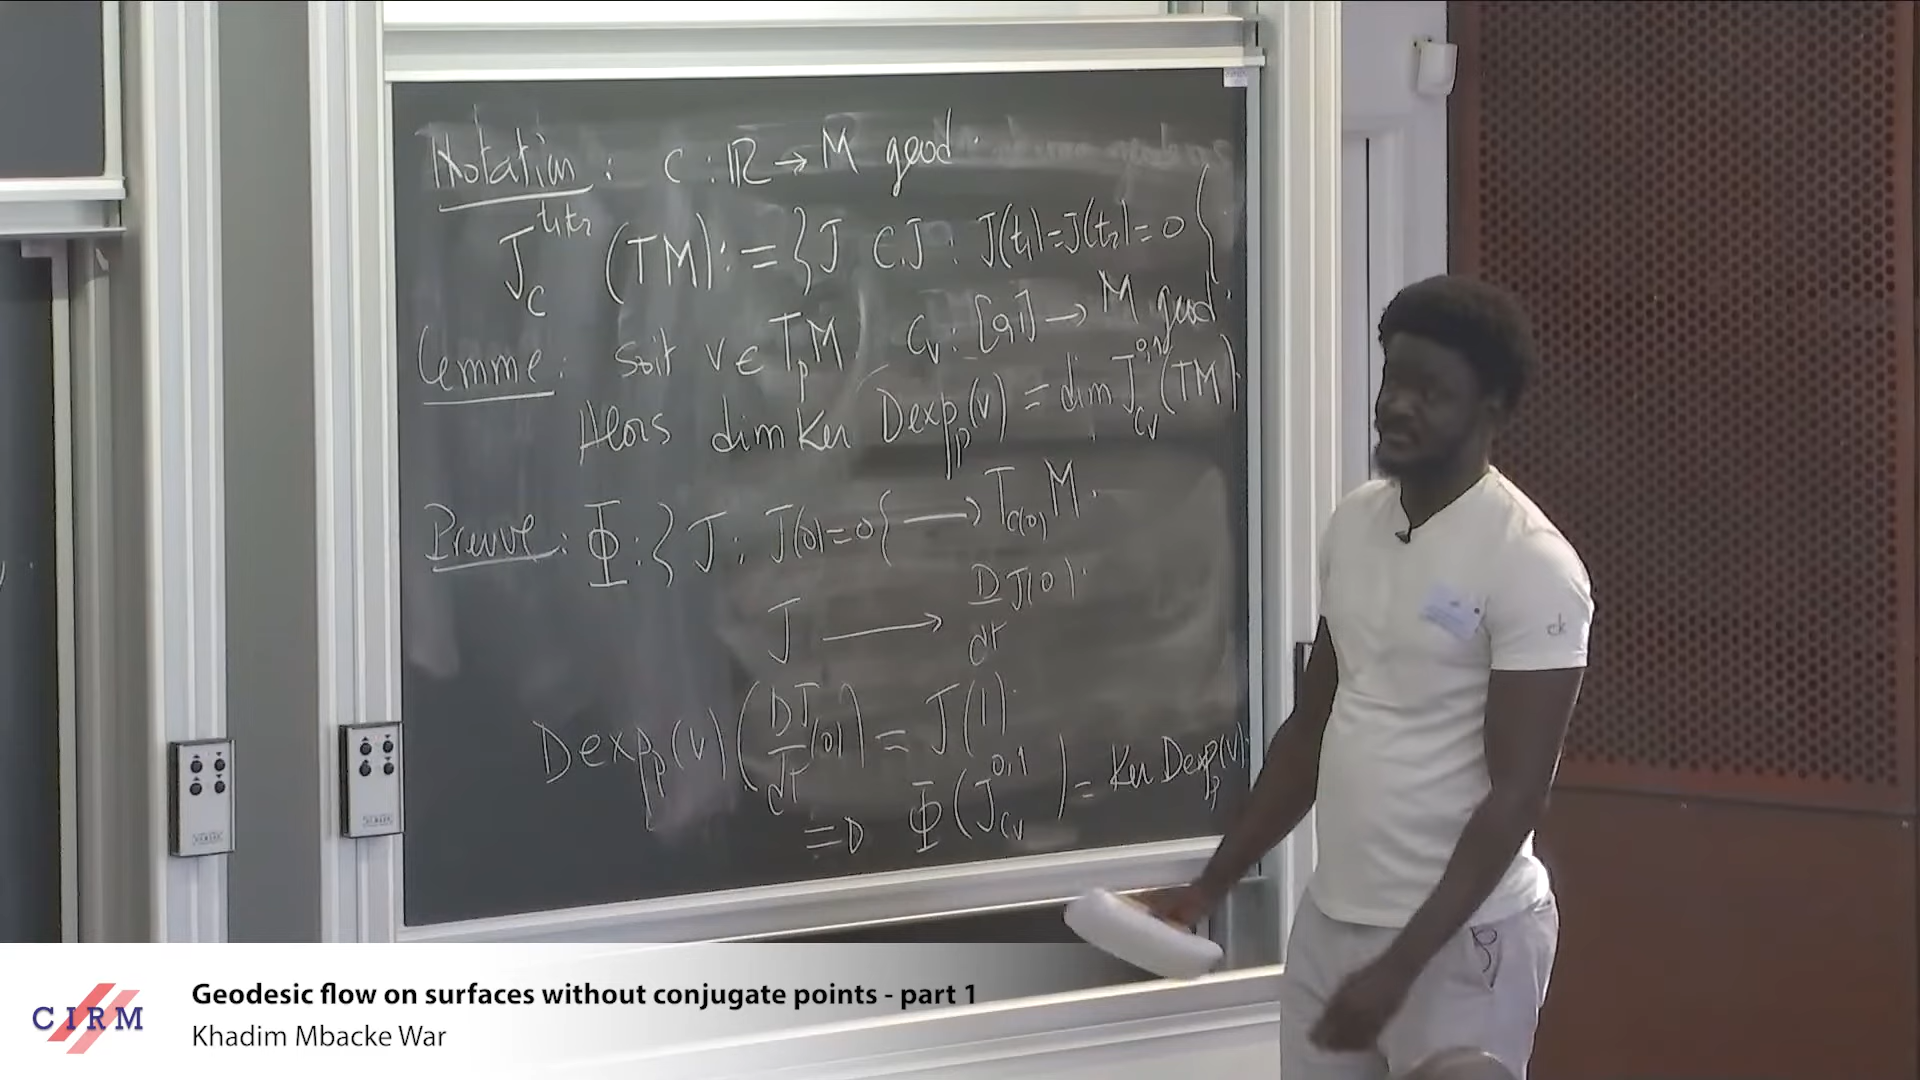 Notation : c : ℝ → M geod.
J_c^{t₁,t₂} (TM) := { J C.J : J(t₁)=J(t₂)=0 }
Lemme : soit v ∈ T_pM, c_v : [0,1] → M geod.
Alors dim Ker Dexp_p(v) = dim J_{c_v}^{0,1}(TM)
Preuve : Φ : { J : J(0)=0 } → T_{c(0)}M.
J → D/dt J(0).
Dexp_p(v)(DJ/dt(0)) = J(1).
⇒ Φ(J_{c_v}^{0,1}) = Ker Dexp_p(v).
ck
CIRM
Geodesic flow on surfaces without conjugate points - part 1
Khadim Mbacke War